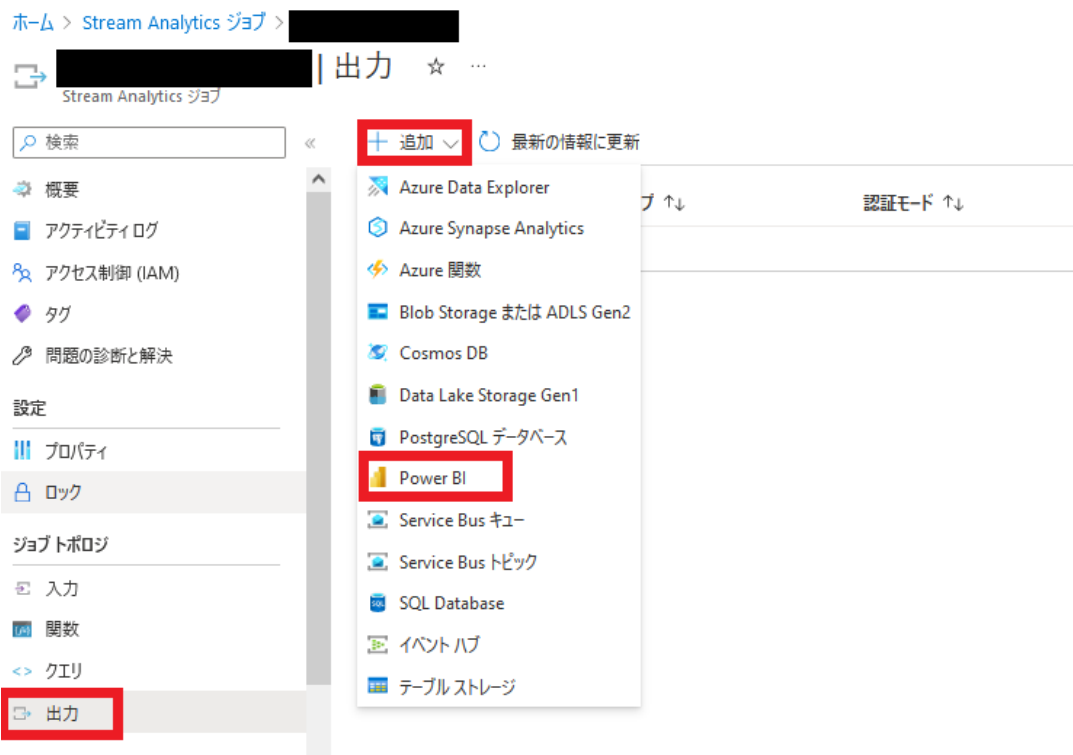 ホーム > Stream Analytics ジョブ >
| 出力 ☆ …
Stream Analytics ジョブ
検索
«
+ 追加
最新の情報に更新
概要
アクティビティ ログ
アクセス制御 (IAM)
タグ
問題の診断と解決
設定
プロパティ
ロック
ジョブ トポロジ
入力
関数
クエリ
出力
Azure Data Explorer
Azure Synapse Analytics
Azure 関数
Blob Storage または ADLS Gen2
Cosmos DB
Data Lake Storage Gen1
PostgreSQL データベース
Power BI
Service Bus キュー
Service Bus トピック
SQL Database
イベント ハブ
テーブル ストレージ
プ ↑↓
認証モード ↑↓